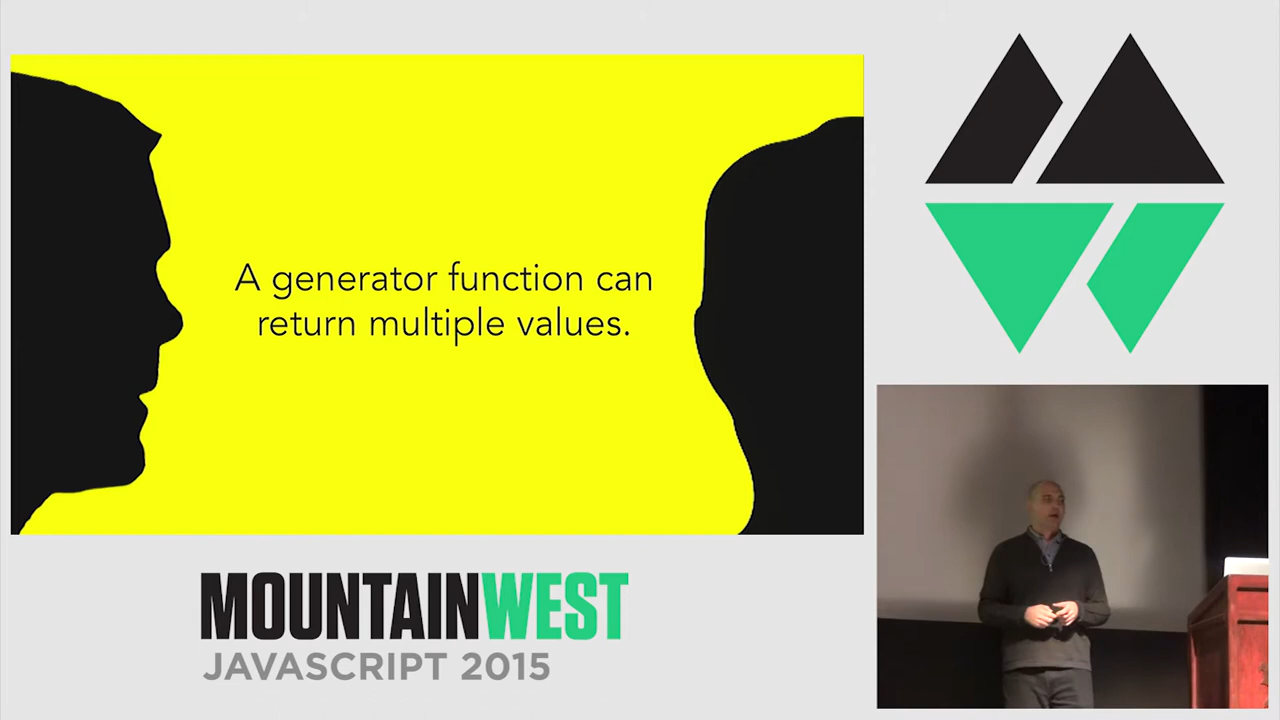 A generator function can
return multiple values.
MOUNTAINWEST
JAVASCRIPT 2015